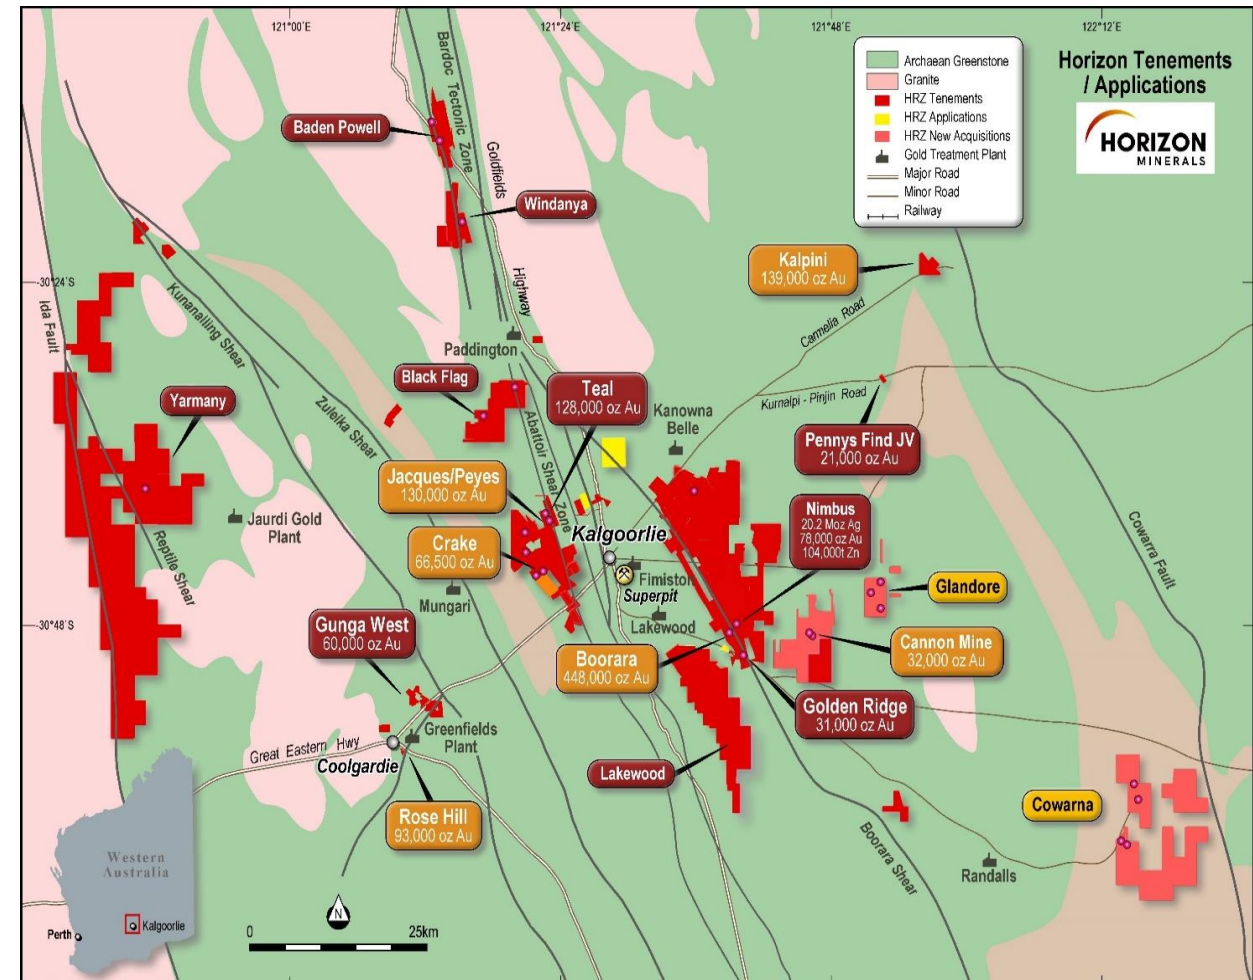 121°00'E
121°24'E
121°48'E
122°12'E
Horizon Tenements
/ Applications
HORIZON
MINERALS
Archaean Greenstone
Granite
HRZ Tenements
HRZ Applications
HRZ New Acquisitions
Gold Treatment Plant
Major Road
Minor Road
Railway
Bardoc Tectonic Zone
Goldfields
Highway
Baden Powell
Windanya
Kalpini
139,000 oz Au
-30°24'S
Ida Fault
Kunanalling Shear
Carmelia Road
Paddington
Black Flag
Teal
128,000 oz Au
Kanowna
Belle
Kurnalpi - Pinjin Road
Yarmany
Zuleika Shear
Abattoir Shear Zone
Pennys Find JV
21,000 oz Au
Jacques/Peyes
130,000 oz Au
Nimbus
20.2 Moz Ag
78,000 oz Au
104,000t Zn
Jaurdi Gold
Plant
Crake
66,500 oz Au
Kalgoorlie
Cowarra Fault
Reptile Shear
Fimiston
Superpit
Mungari
Glandore
-30°48'S
Lakewood
Gunga West
60,000 oz Au
Boorara
448,000 oz Au
Cannon Mine
32,000 oz Au
Golden Ridge
31,000 oz Au
Greenfields
Plant
Great Eastern Hwy
Coolgardie
Lakewood
Rose Hill
93,000 oz Au
Cowarna
Boorara Shear
Randalls
Western
Australia
Perth
Kalgoorlie
N
0
25km